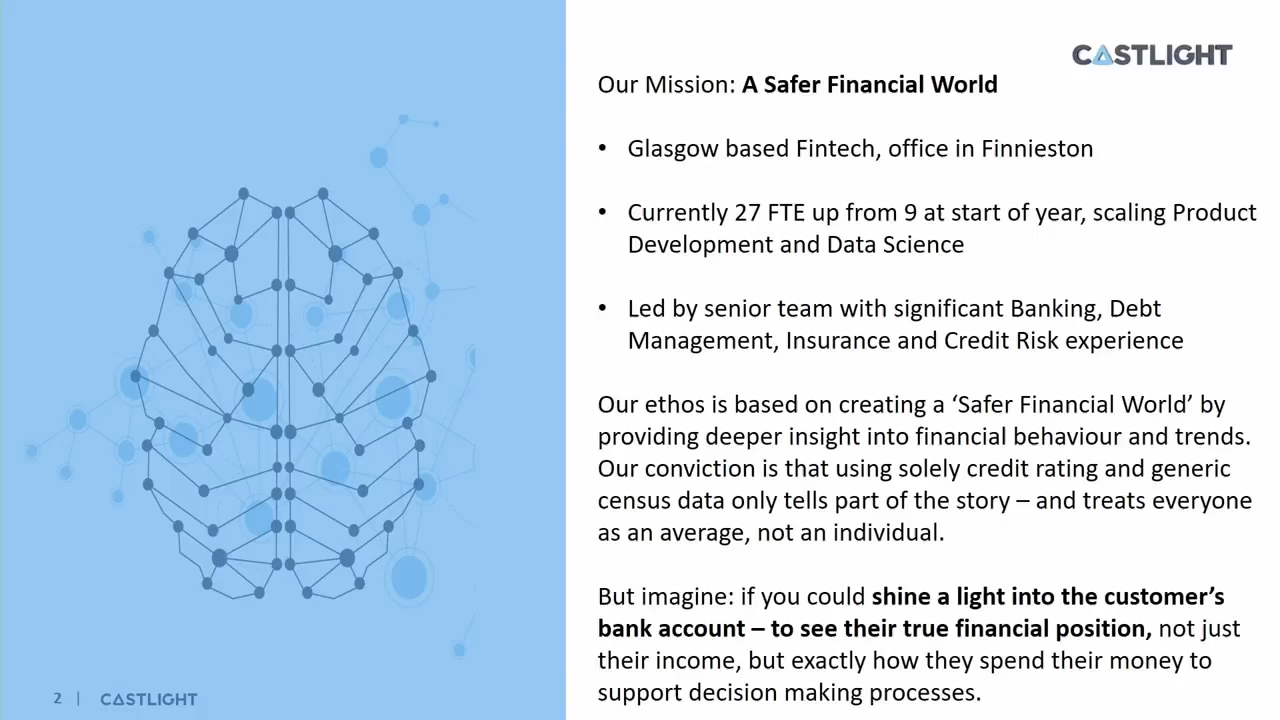 CASTLIGHT
Our Mission: A Safer Financial World
• Glasgow based Fintech, office in Finnieston
• Currently 27 FTE up from 9 at start of year, scaling Product
Development and Data Science
• Led by senior team with significant Banking, Debt
Management, Insurance and Credit Risk experience
Our ethos is based on creating a ‘Safer Financial World’ by
providing deeper insight into financial behaviour and trends.
Our conviction is that using solely credit rating and generic
census data only tells part of the story – and treats everyone
as an average, not an individual.
But imagine: if you could shine a light into the customer’s
bank account – to see their true financial position, not just
their income, but exactly how they spend their money to
support decision making processes.
2 | CASTLIGHT